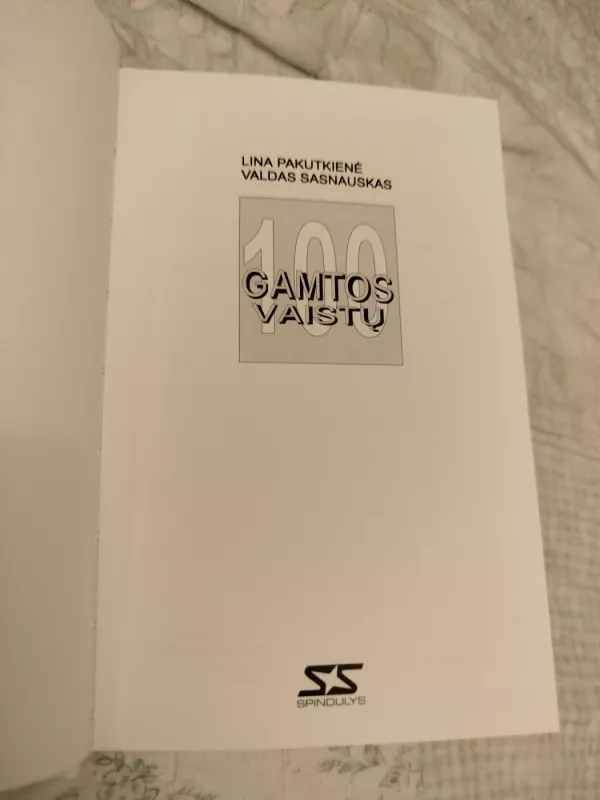 LINA PAKUTKIENĖ
VALDAS SASNAUSKAS
100
GAMTOS
VAISTŲ
SS
SPINDULYS